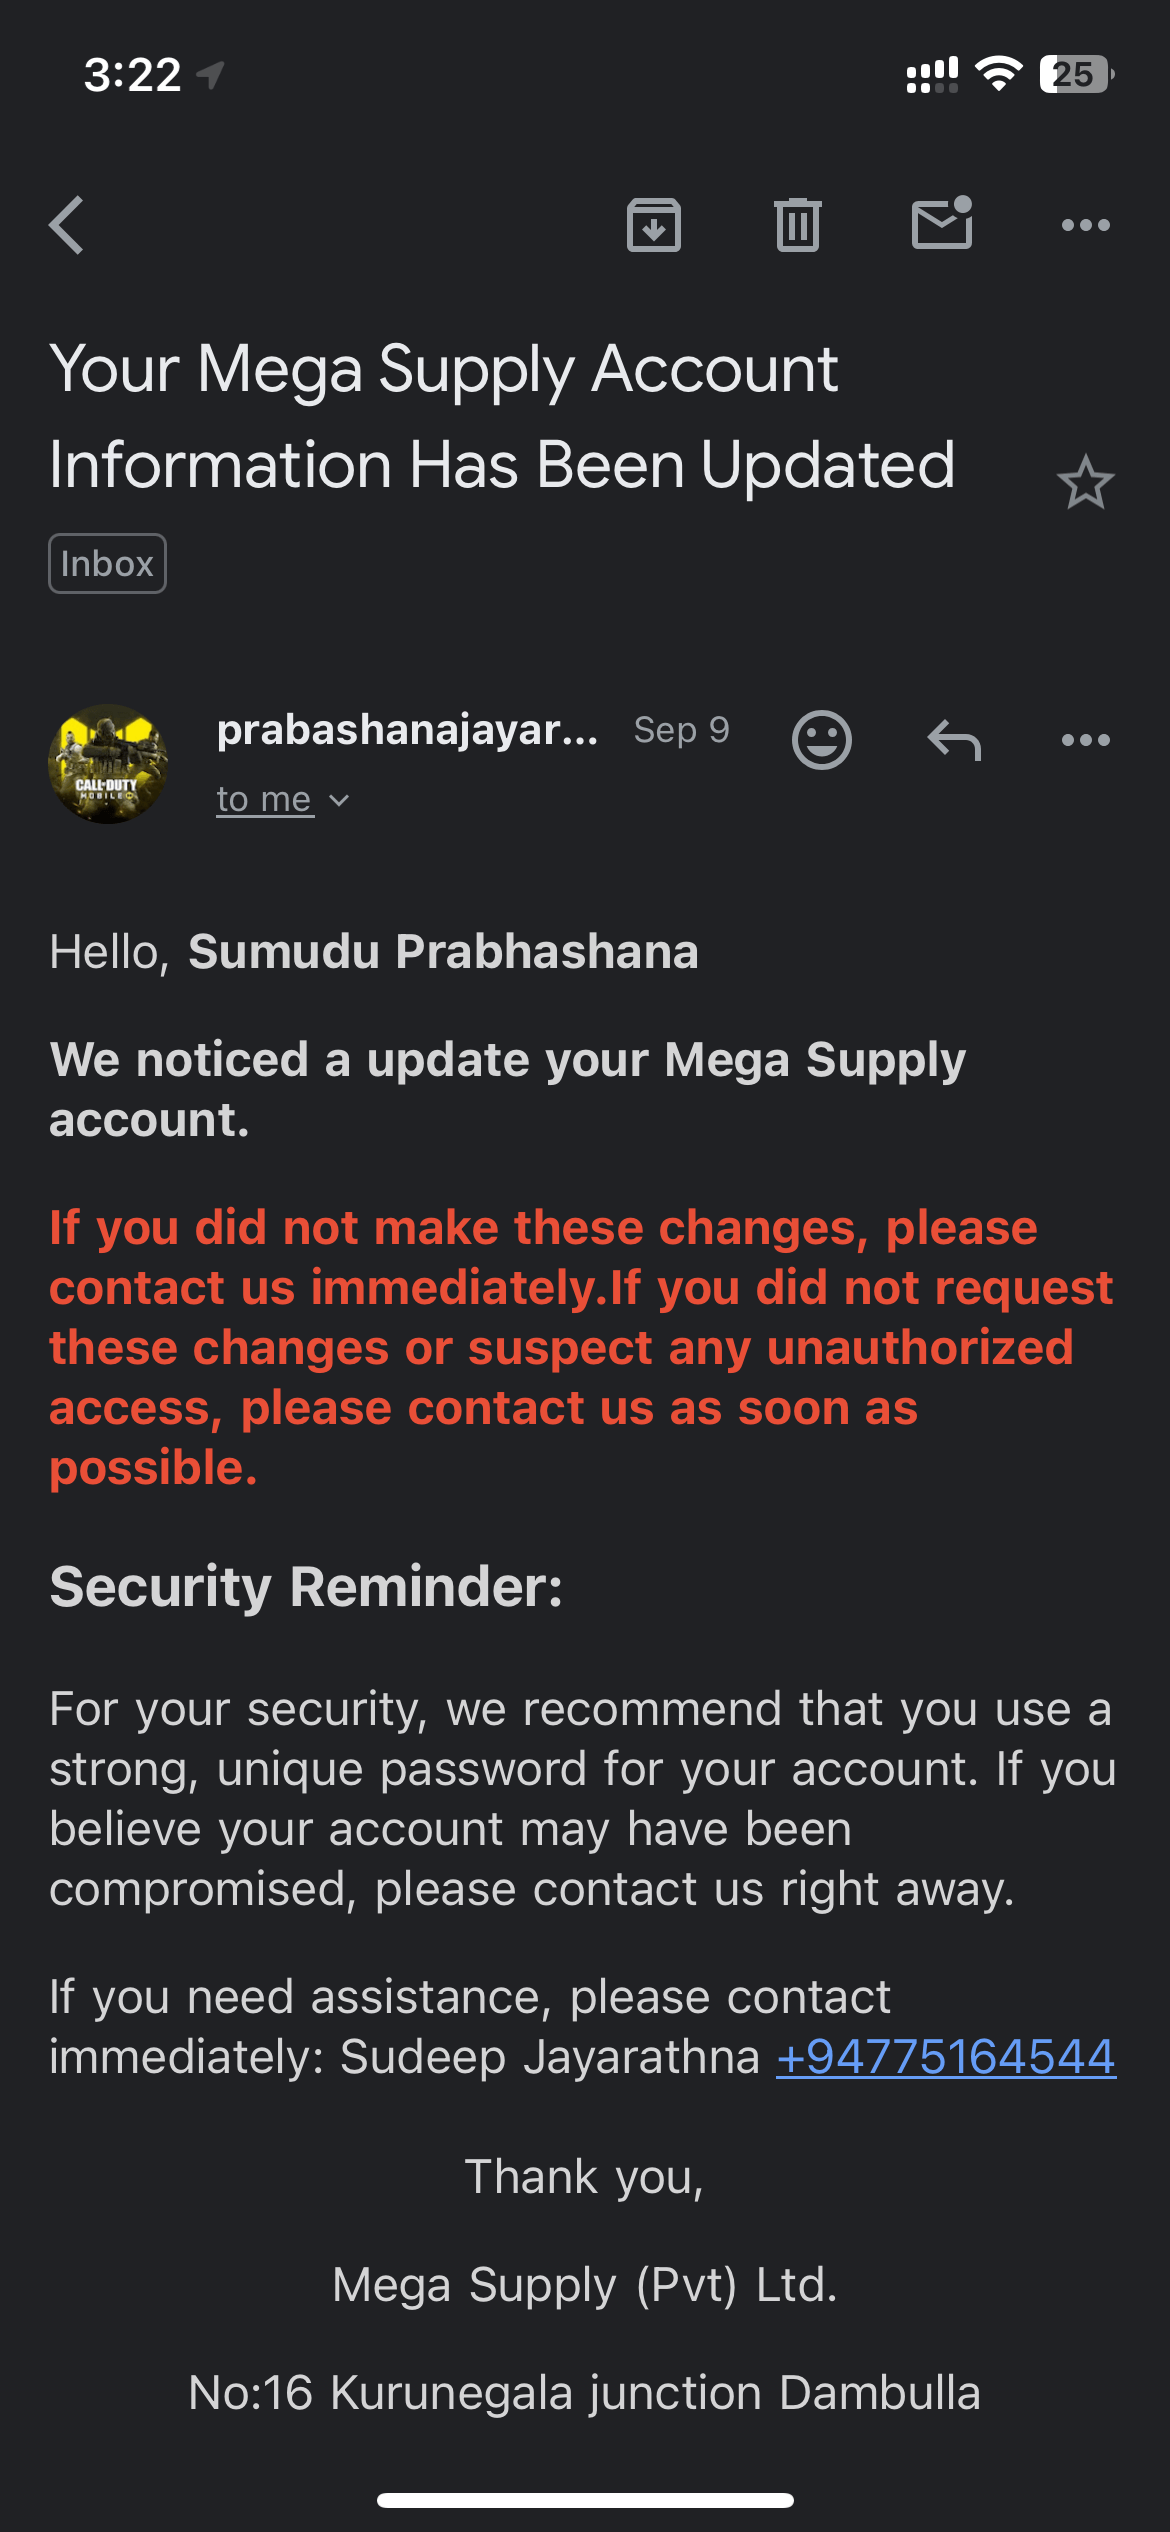 3:22
25
Your Mega Supply Account
Information Has Been Updated
Inbox
prabashanajayar... Sep 9
to me
CALL OF DUTY
MOBILE
Hello, Sumudu Prabhashana
We noticed a update your Mega Supply
account.
If you did not make these changes, please
contact us immediately.If you did not request
these changes or suspect any unauthorized
access, please contact us as soon as
possible.
Security Reminder:
For your security, we recommend that you use a
strong, unique password for your account. If you
believe your account may have been
compromised, please contact us right away.
If you need assistance, please contact
immediately: Sudeep Jayarathna +94775164544
Thank you,
Mega Supply (Pvt) Ltd.
No:16 Kurunegala junction Dambulla